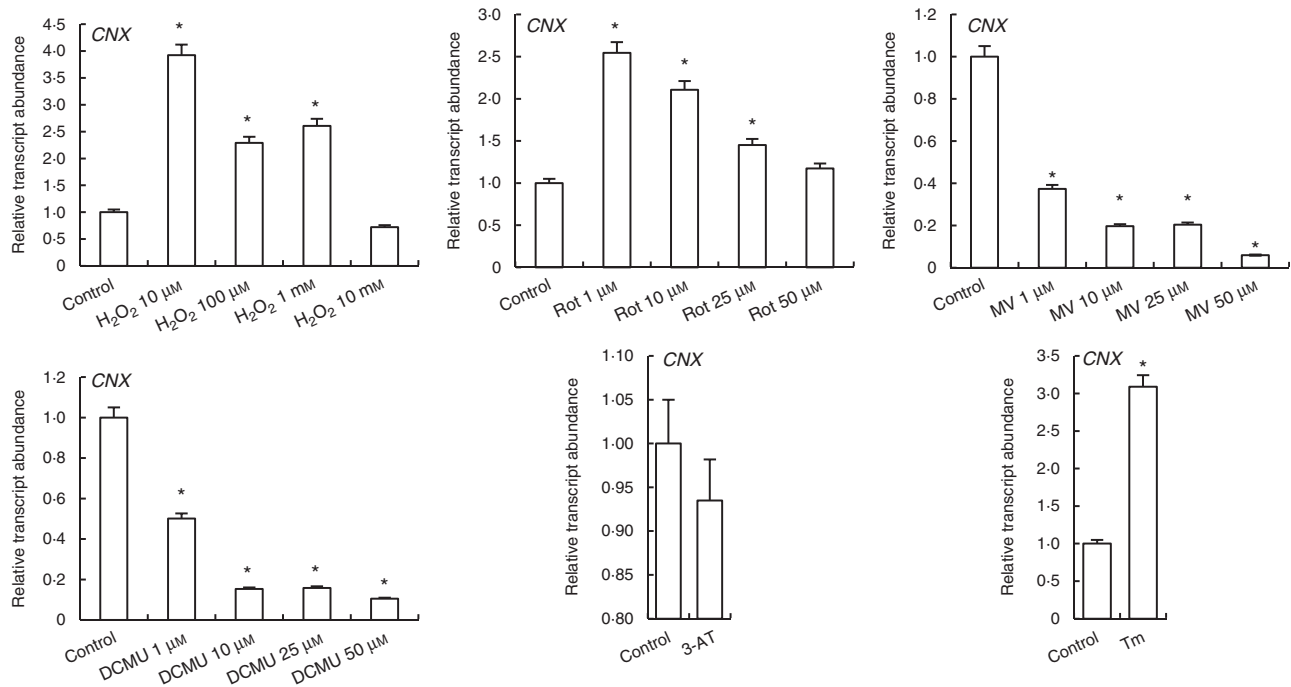 CNX
Relative transcript abundance
4·5
4·0
3·5
3·0
2·5
2·0
1·5
1·0
0·5
0
*
*
*
Control
H₂O₂ 10 μM
H₂O₂ 100 μM
H₂O₂ 1 mM
H₂O₂ 10 mM
CNX
Relative transcript abundance
3·0
2·5
2·0
1·5
1·0
0·5
0
*
*
*
Control
Rot 1 μM
Rot 10 μM
Rot 25 μM
Rot 50 μM
CNX
Relative transcript abundance
1·2
1·0
0·8
0·6
0·4
0·2
0
*
*
*
*
Control
MV 1 μM
MV 10 μM
MV 25 μM
MV 50 μM
CNX
Relative transcript abundance
1·2
1·0
0·8
0·6
0·4
0·2
0
*
*
*
*
Control
DCMU 1 μM
DCMU 10 μM
DCMU 25 μM
DCMU 50 μM
CNX
Relative transcript abundance
1·10
1·05
1·00
0·95
0·90
0·85
0·80
Control
3-AT
CNX
Relative transcript abundance
3·5
3·0
2·5
2·0
1·5
1·0
0·5
0
*
Control
Tm